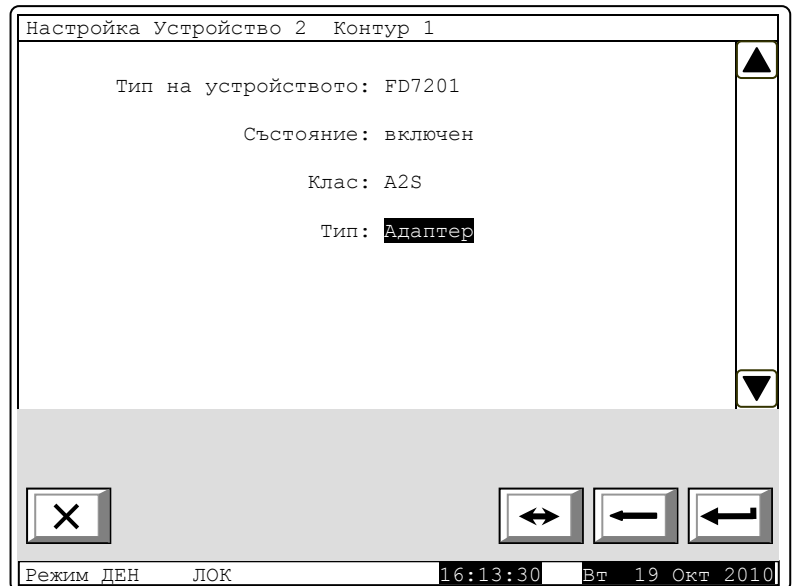 Настройка Устройство 2 Контур 1
Тип на устройството: FD7201
Състояние: включен
Клас: A2S
Тип: Адаптер
Режим ДЕН ЛОК 16:13:30 Вт 19 Окт 2010